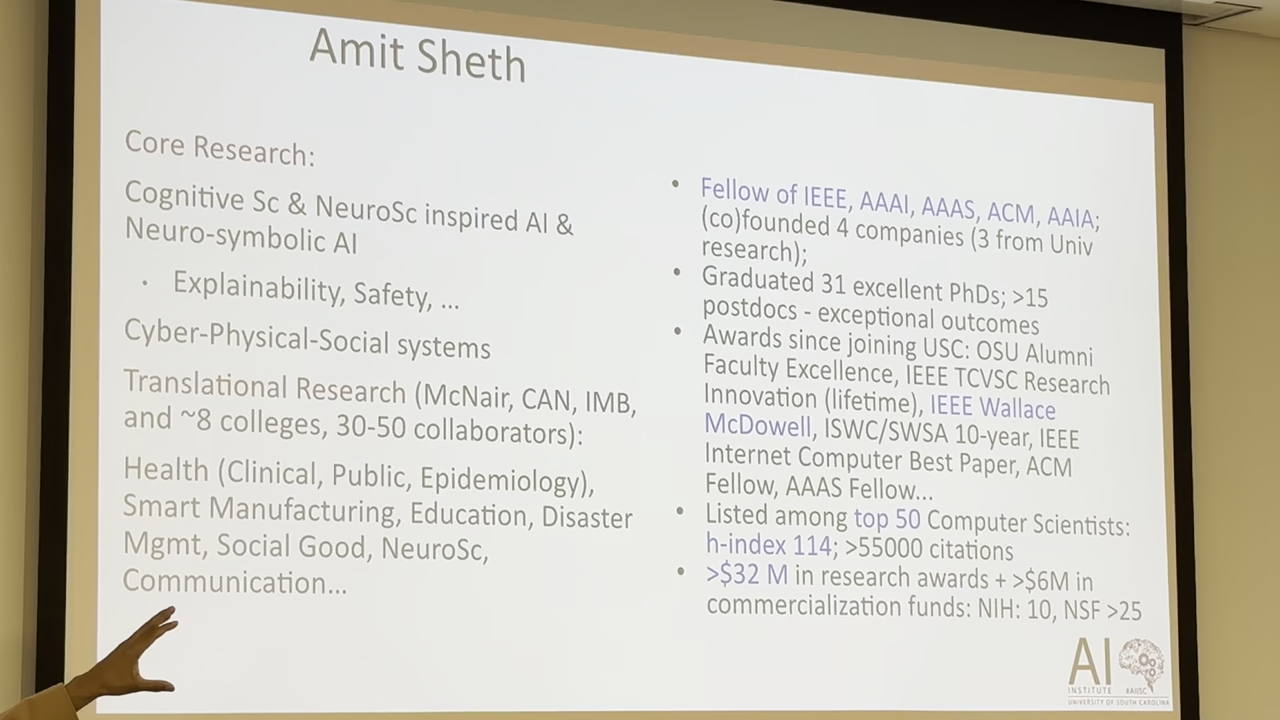 Amit Sheth
Core Research:
Cognitive Sc & NeuroSc inspired AI &
Neuro-symbolic AI
• Explainability, Safety, ...
Cyber-Physical-Social systems
Translational Research (McNair, CAN, IMB,
and ~8 colleges, 30-50 collaborators):
Health (Clinical, Public, Epidemiology),
Smart Manufacturing, Education, Disaster
Mgmt, Social Good, NeuroSc,
Communication...
• Fellow of IEEE, AAAI, AAAS, ACM, AAIA;
(co)founded 4 companies (3 from Univ
research);
• Graduated 31 excellent PhDs; >15
postdocs - exceptional outcomes
• Awards since joining USC: OSU Alumni
Faculty Excellence, IEEE TCVSC Research
Innovation (lifetime), IEEE Wallace
McDowell, ISWC/SWSA 10-year, IEEE
Internet Computer Best Paper, ACM
Fellow, AAAS Fellow...
• Listed among top 50 Computer Scientists:
h-index 114; >55000 citations
• >$32 M in research awards + >$6M in
commercialization funds: NIH: 10, NSF >25
AI
INSTITUTE #AIISC
UNIVERSITY OF SOUTH CAROLINA